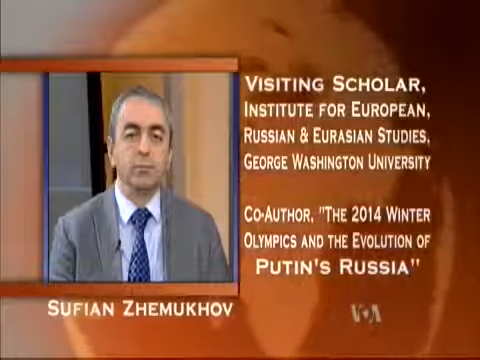 Visiting Scholar,
Institute for European,
Russian & Eurasian Studies,
George Washington University
Co-Author, "The 2014 Winter
Olympics and the Evolution of
Putin's Russia"
Sufian Zhemukhov
VOA